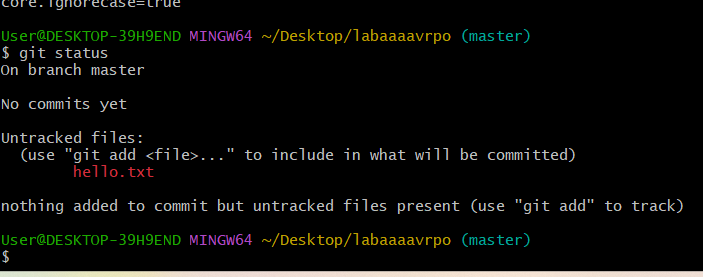 core.ignorecase=true
User@DESKTOP-39H9END MINGW64 ~/Desktop/labaaaavrpo (master)
$ git status
On branch master
No commits yet
Untracked files:
  (use "git add <file>..." to include in what will be committed)
        hello.txt
nothing added to commit but untracked files present (use "git add" to track)
User@DESKTOP-39H9END MINGW64 ~/Desktop/labaaaavrpo (master)
$